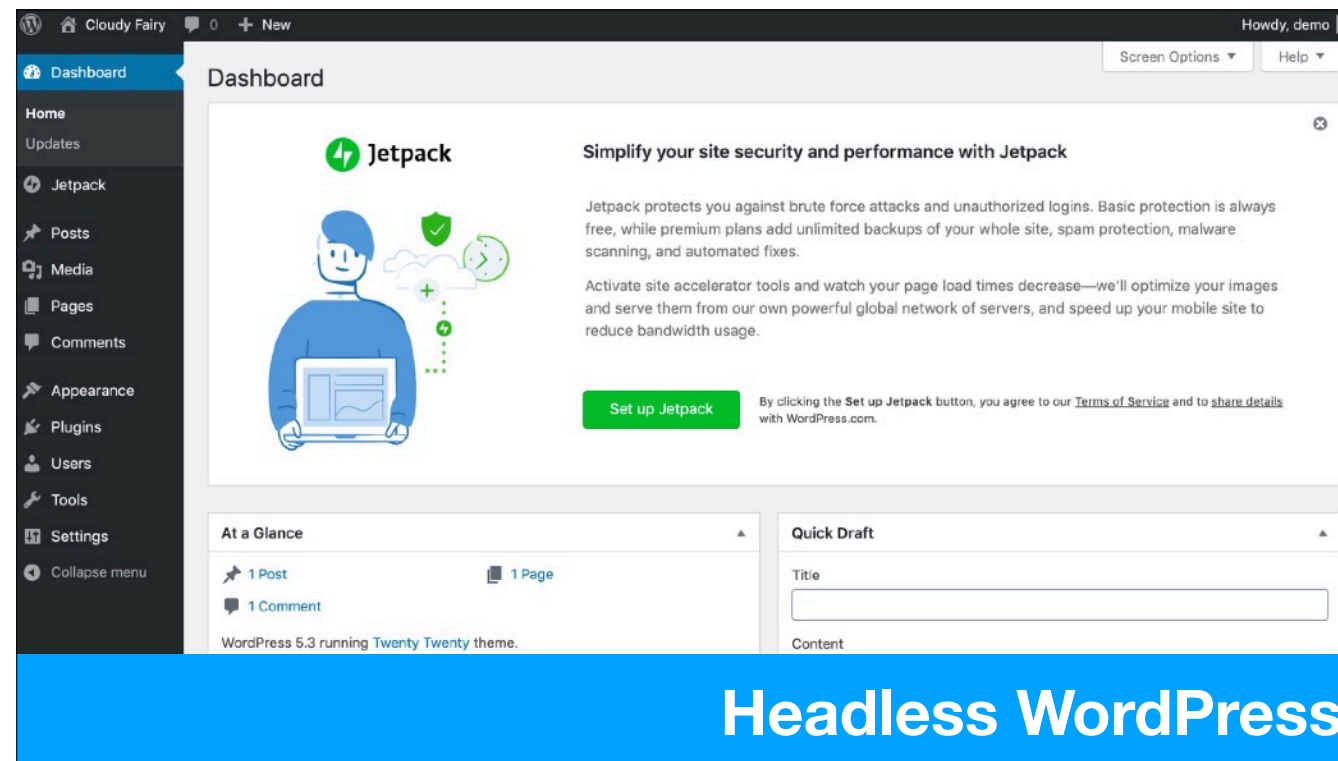 Cloudy Fairy 0 + New Howdy, demo
Dashboard
Home
Updates
Jetpack
Posts
Media
Pages
Comments
Appearance
Plugins
Users
Tools
Settings
Collapse menu
Screen Options ▼ Help ▼
Dashboard
Jetpack
Simplify your site security and performance with Jetpack
Jetpack protects you against brute force attacks and unauthorized logins. Basic protection is always
free, while premium plans add unlimited backups of your whole site, spam protection, malware
scanning, and automated fixes.
Activate site accelerator tools and watch your page load times decrease—we'll optimize your images
and serve them from our own powerful global network of servers, and speed up your mobile site to
reduce bandwidth usage.
Set up Jetpack
By clicking the Set up Jetpack button, you agree to our Terms of Service and to share details
with WordPress.com.
At a Glance
1 Post 1 Page
1 Comment
WordPress 5.3 running Twenty Twenty theme.
Quick Draft
Title
Content
Headless WordPress